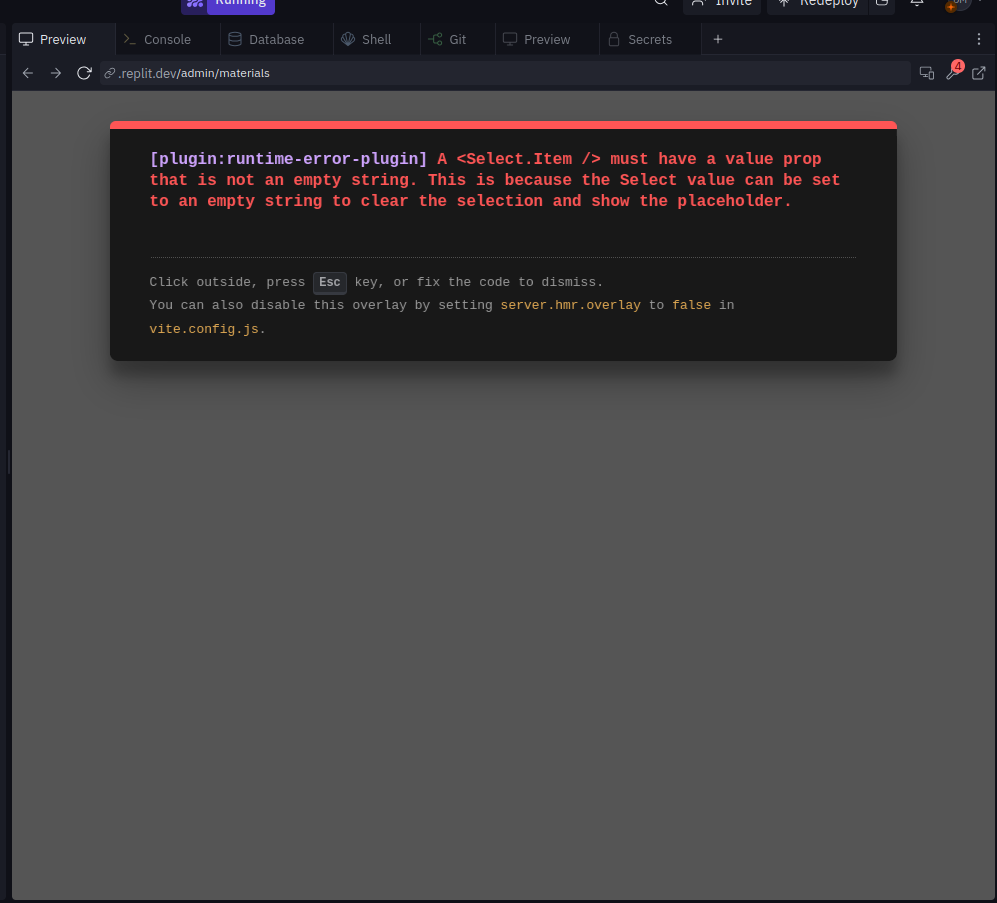 Running
Invite
Redeploy
Preview
Console
Database
Shell
Git
Preview
Secrets
.replit.dev/admin/materials
4
[plugin:runtime-error-plugin] A <Select.Item /> must have a value prop
that is not an empty string. This is because the Select value can be set
to an empty string to clear the selection and show the placeholder.
Click outside, press Esc key, or fix the code to dismiss.
You can also disable this overlay by setting server.hmr.overlay to false in
vite.config.js.